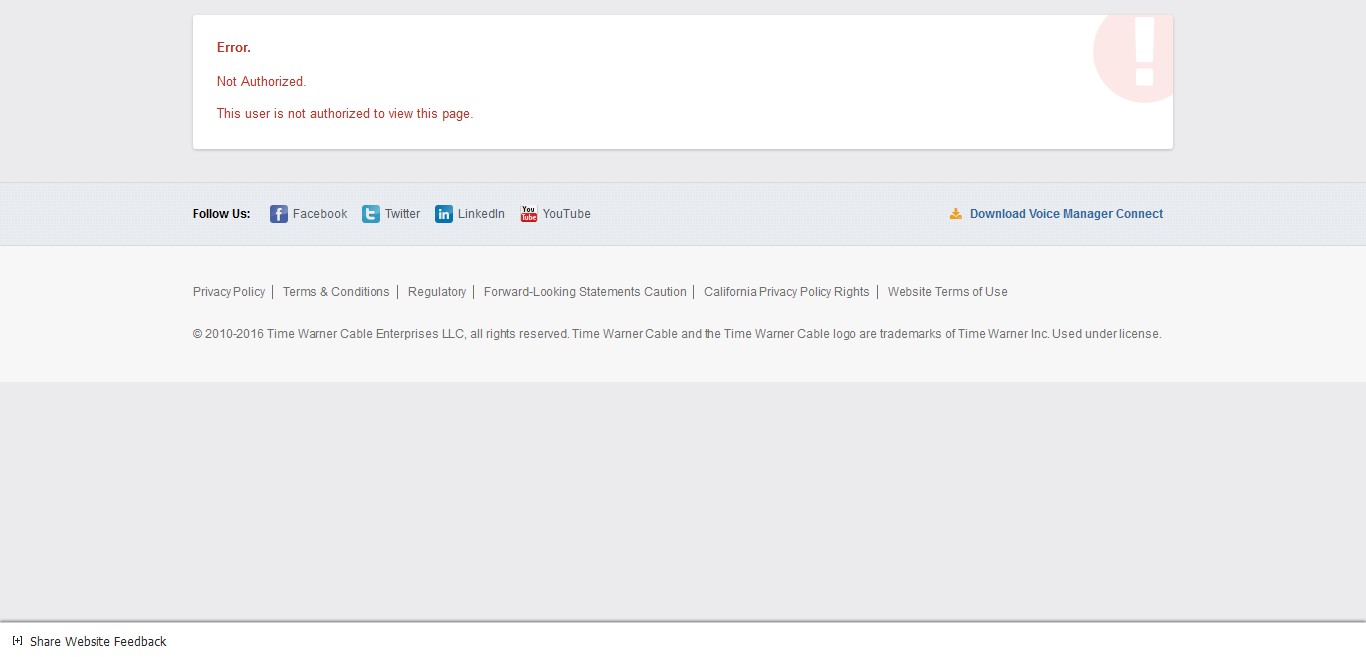 Error.
Not Authorized.
This user is not authorized to view this page.
Follow Us: Facebook Twitter LinkedIn You Tube YouTube Download Voice Manager Connect
Privacy Policy | Terms & Conditions | Regulatory | Forward-Looking Statements Caution | California Privacy Policy Rights | Website Terms of Use
© 2010-2016 Time Warner Cable Enterprises LLC, all rights reserved. Time Warner Cable and the Time Warner Cable logo are trademarks of Time Warner Inc. Used under license.
[+] Share Website Feedback